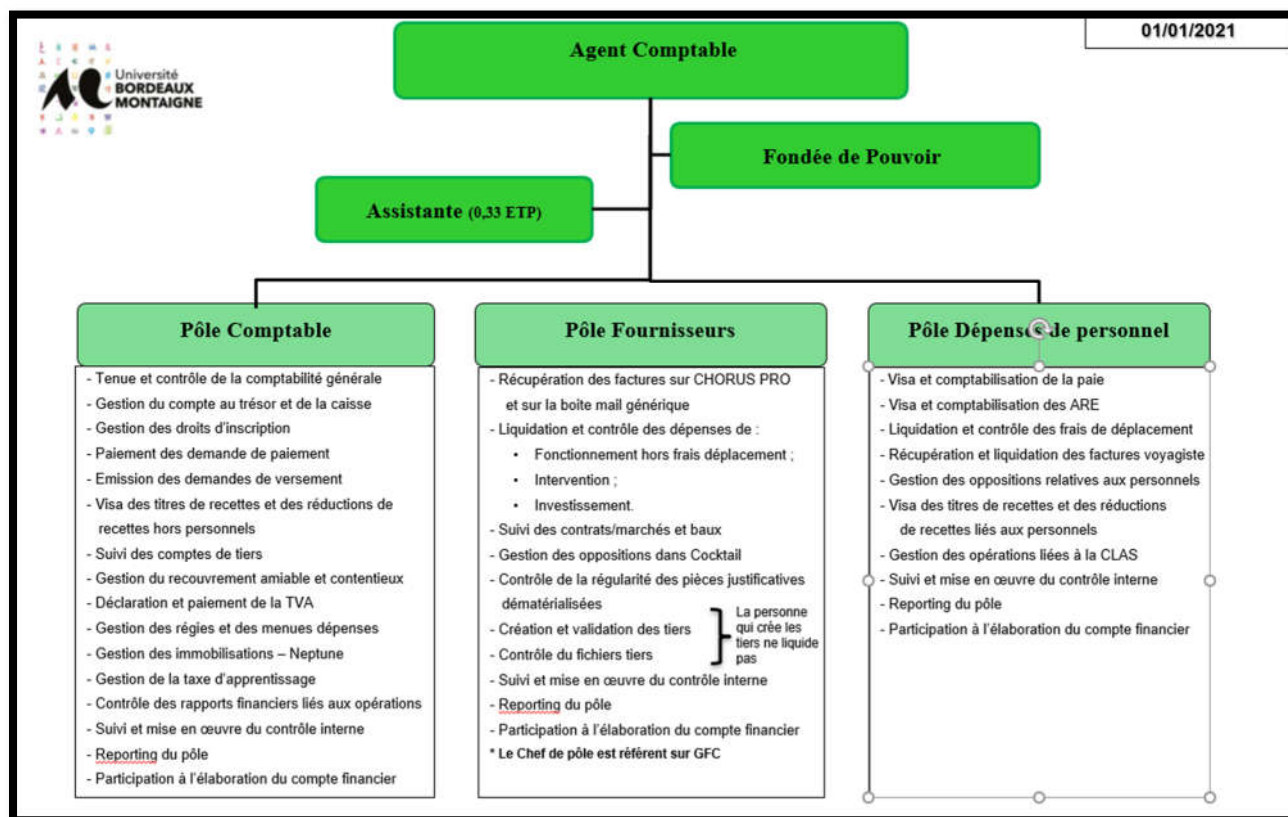 01/01/2021
Université
BORDEAUX
MONTAIGNE
Agent Comptable
Fondée de Pouvoir
Assistante (0,33 ETP)
Pôle Comptable
- Tenue et contrôle de la comptabilité générale
- Gestion du compte au trésor et de la caisse
- Gestion des droits d'inscription
- Paiement des demande de paiement
- Emission des demandes de versement
- Visa des titres de recettes et des réductions de
recettes hors personnels
- Suivi des comptes de tiers
- Gestion du recouvrement amiable et contentieux
- Déclaration et paiement de la TVA
- Gestion des régies et des menues dépenses
- Gestion des immobilisations – Neptune
- Gestion de la taxe d'apprentissage
- Contrôle des rapports financiers liés aux opérations
- Suivi et mise en œuvre du contrôle interne
- Reporting du pôle
- Participation à l'élaboration du compte financier
Pôle Fournisseurs
- Récupération des factures sur CHORUS PRO
et sur la boite mail générique
- Liquidation et contrôle des dépenses de :
• Fonctionnement hors frais déplacement ;
• Intervention ;
• Investissement.
- Suivi des contrats/marchés et baux
- Gestion des oppositions dans Cocktail
- Contrôle de la régularité des pièces justificatives
dématérialisées
- Création et validation des tiers
- Contrôle du fichiers tiers
La personne
qui crée les
tiers ne liquide
pas
- Suivi et mise en œuvre du contrôle interne
- Reporting du pôle
- Participation à l'élaboration du compte financier
* Le Chef de pôle est référent sur GFC
Pôle Dépenses de personnel
- Visa et comptabilisation de la paie
- Visa et comptabilisation des ARE
- Liquidation et contrôle des frais de déplacement
- Récupération et liquidation des factures voyagiste
- Gestion des oppositions relatives aux personnels
- Visa des titres de recettes et des réductions
de recettes liés aux personnels
- Gestion des opérations liées à la CLAS
- Suivi et mise en œuvre du contrôle interne
- Reporting du pôle
- Participation à l'élaboration du compte financier